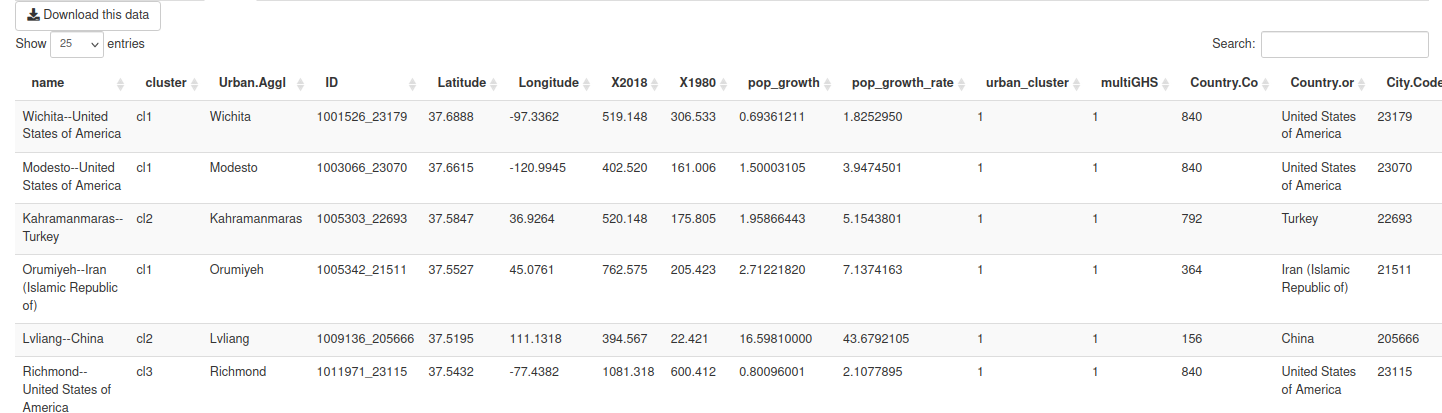 Download this data
Show 25 entries Search:
name cluster Urban.Aggl ID Latitude Longitude X2018 X1980 pop_growth pop_growth_rate urban_cluster multiGHS Country.Co Country.or City.Code
Wichita--United cl1 Wichita 1001526_23179 37.6888 -97.3362 519.148 306.533 0.69361211 1.8252950 1 1 840 United States 23179
States of America of America
Modesto--United cl1 Modesto 1003066_23070 37.6615 -120.9945 402.520 161.006 1.50003105 3.9474501 1 1 840 United States 23070
States of America of America
Kahramanmaras-- cl2 Kahramanmaras 1005303_22693 37.5847 36.9264 520.148 175.805 1.95866443 5.1543801 1 1 792 Turkey 22693
Turkey
Orumiyeh--Iran cl1 Orumiyeh 1005342_21511 37.5527 45.0761 762.575 205.423 2.71221820 7.1374163 1 1 364 Iran (Islamic 21511
(Islamic Republic Republic of)
of)
Lvliang--China cl2 Lvliang 1009136_205666 37.5195 111.1318 394.567 22.421 16.59810000 43.6792105 1 1 156 China 205666
Richmond-- cl3 Richmond 1011971_23115 37.5432 -77.4382 1081.318 600.412 0.80096001 2.1077895 1 1 840 United States 23115
United States of of America
America